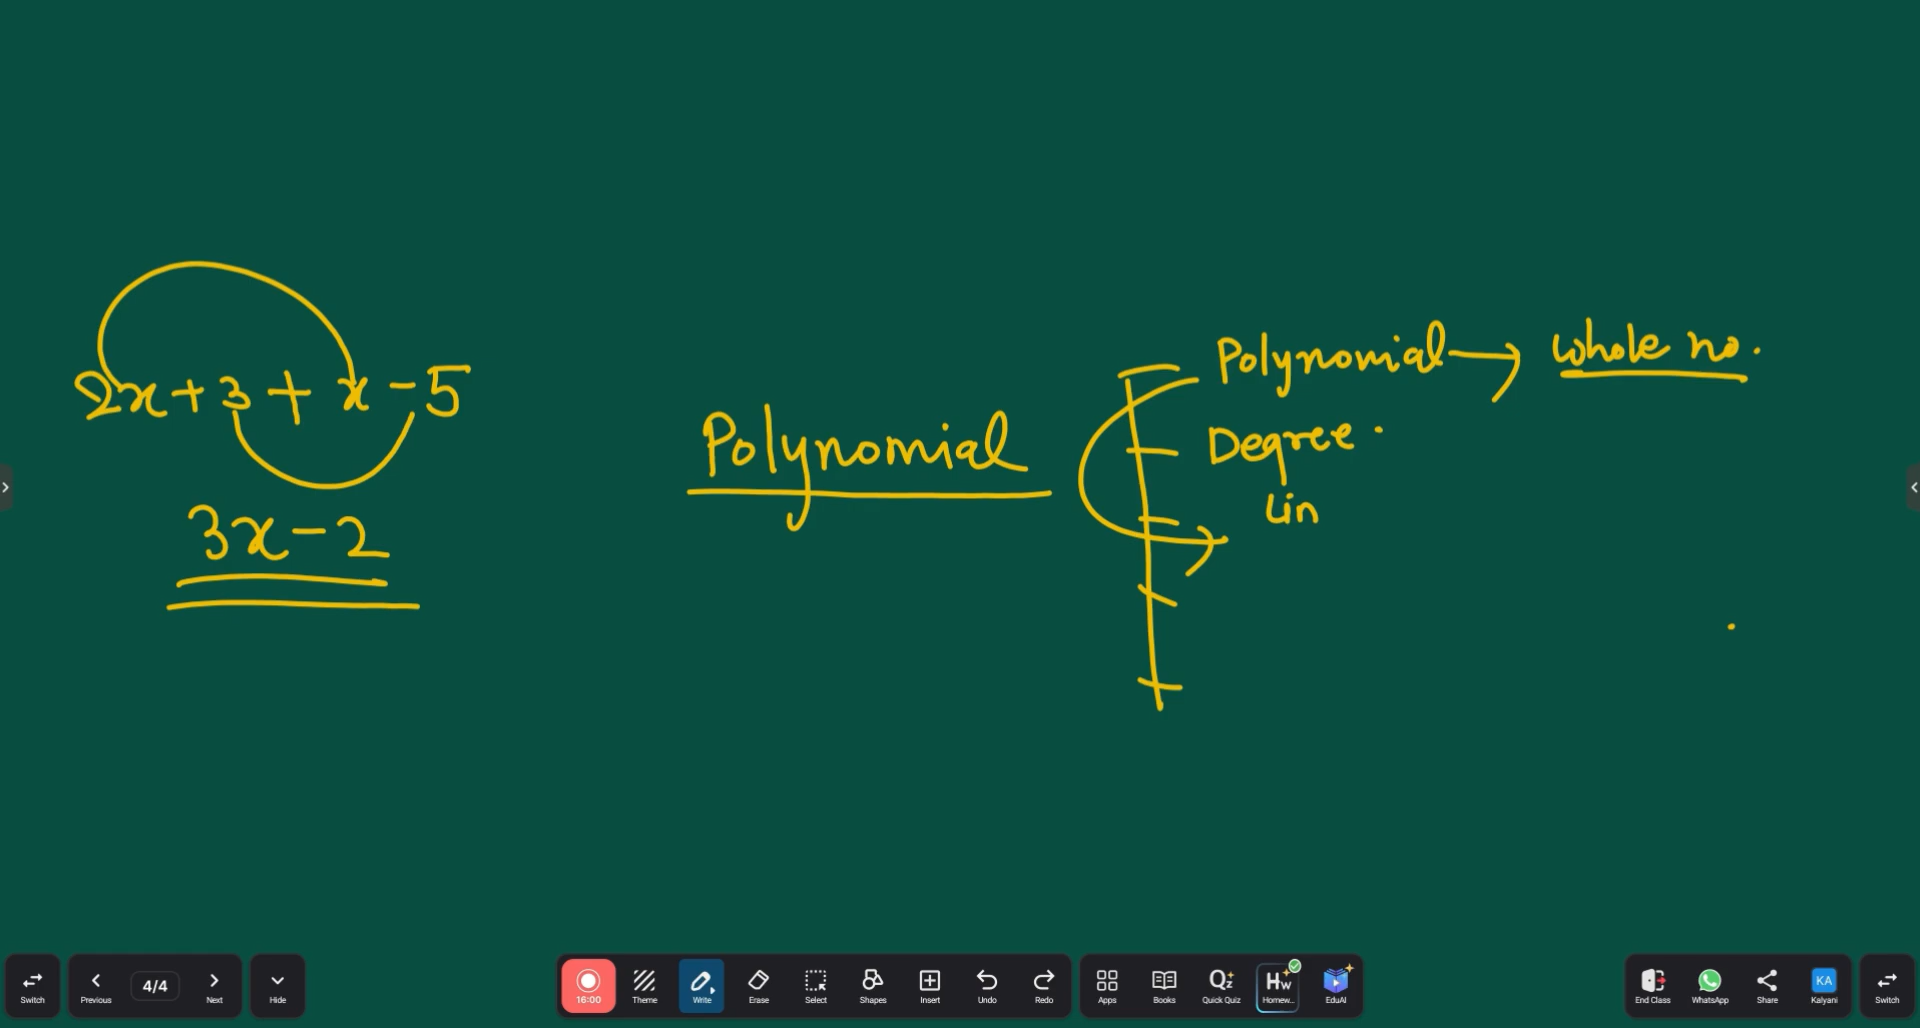 2x+3+x-5
3x-2
Polynomial
Polynomial → whole no.
Degree.
Lin
Switch
Previous
4/4
Next
Hide
16:00
Theme
Write
Erase
Select
Shapes
Insert
Undo
Redo
Apps
Books
Qz
Quick Quiz
Hw
Homew...
EduAI
End Class
WhatsApp
Share
KA
Kalyani
Switch